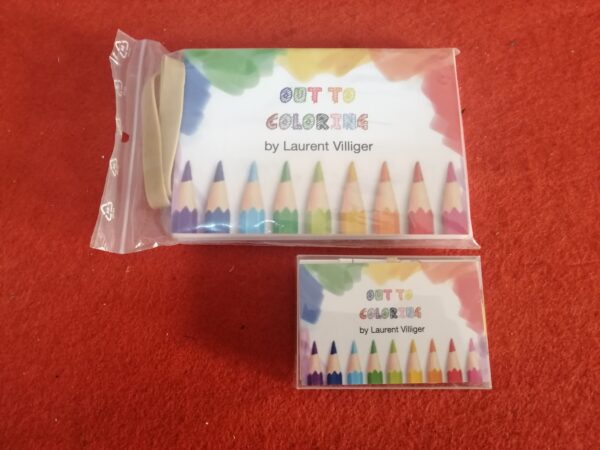 OUT TO
COLORING
by Laurent Villiger
OUT TO
COLORING
by Laurent Villiger